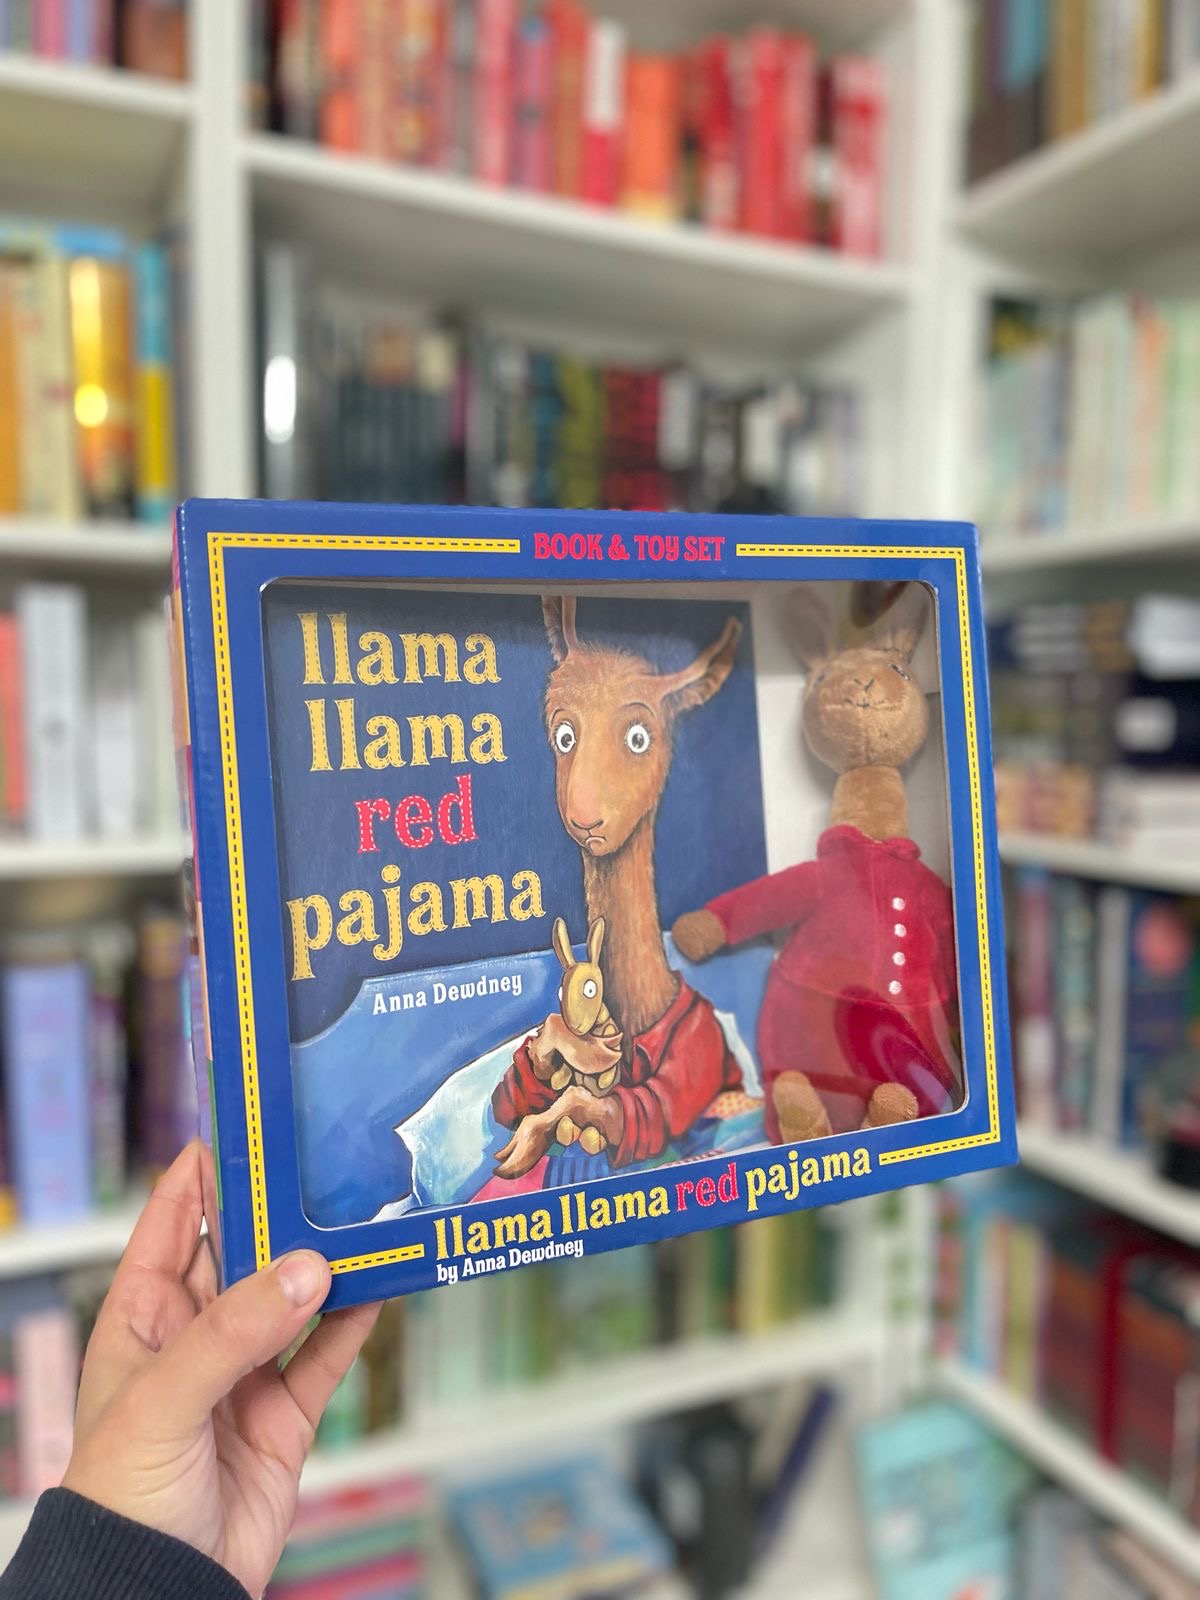 BOOK & TOY SET
llama
llama
red
pajama
Anna Dewdney
llama llama red pajama
by Anna Dewdney